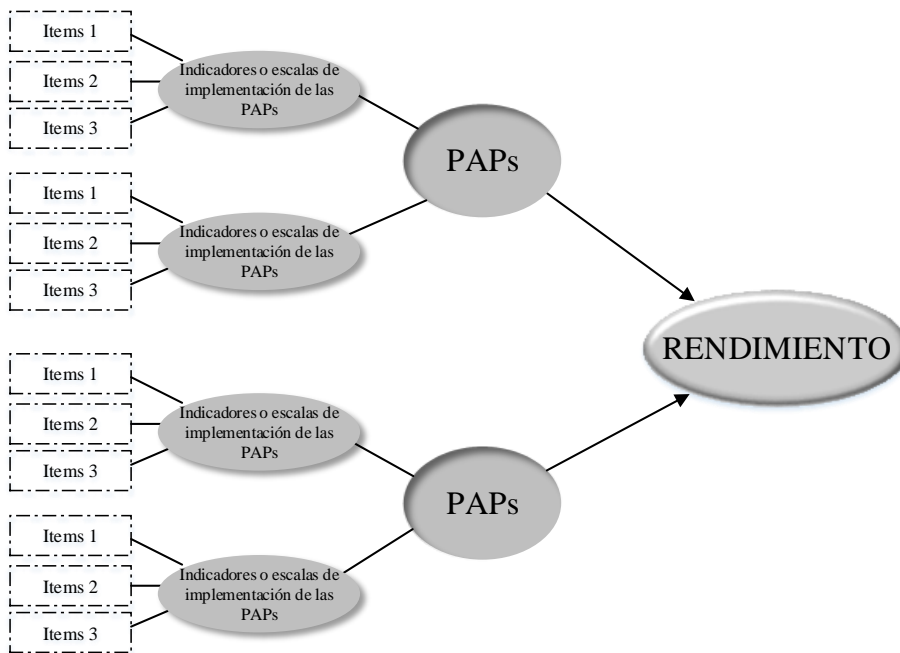 Items 1
Items 2
Items 3
Indicadores o escalas de
implementación de las
PAPs
Items 1
Items 2
Items 3
Indicadores o escalas de
implementación de las
PAPs
PAPs
RENDIMIENTO
Items 1
Items 2
Items 3
Indicadores o escalas de
implementación de las
PAPs
Items 1
Items 2
Items 3
Indicadores o escalas de
implementación de las
PAPs
PAPs